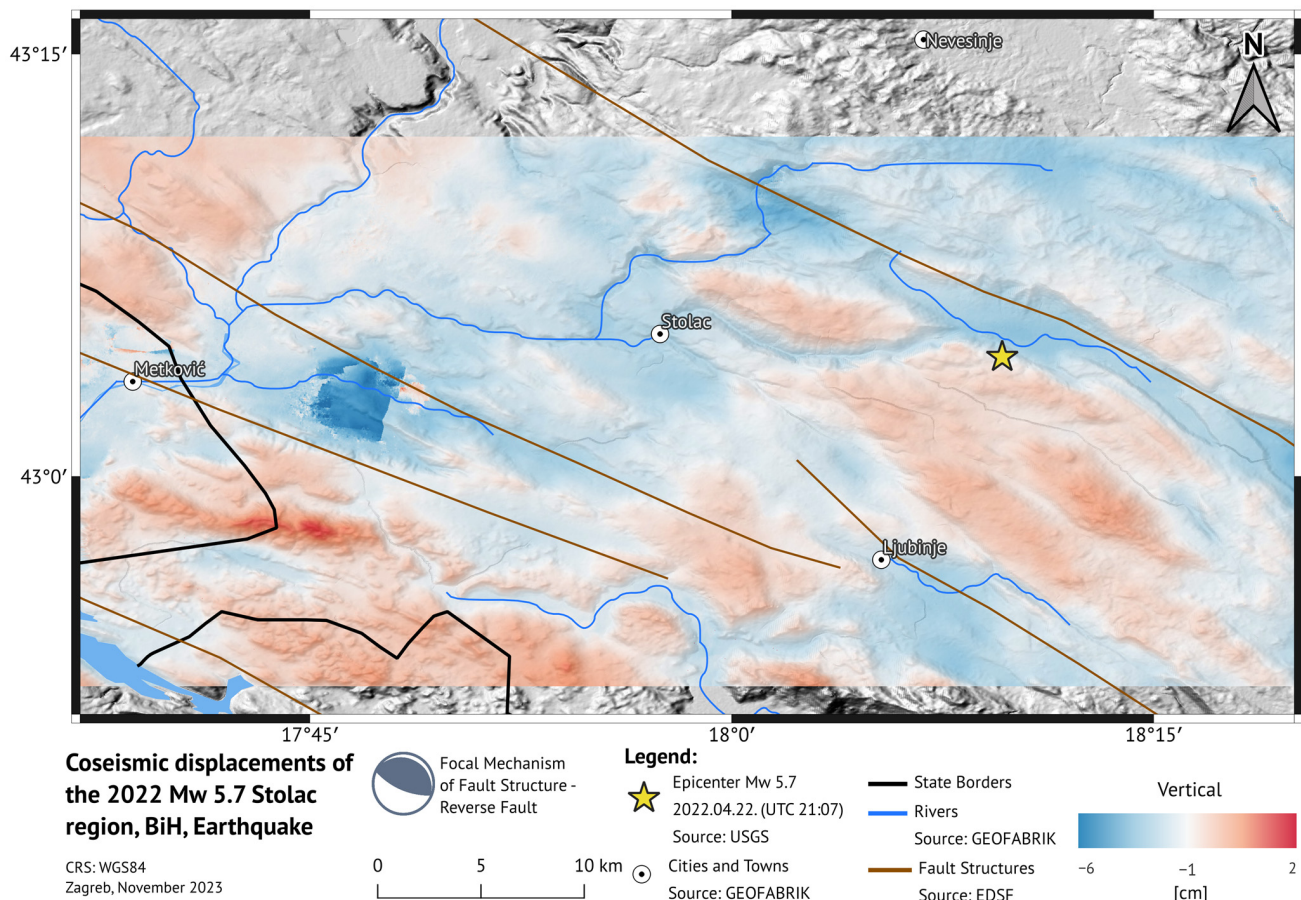 43°15′
Nevesinje
N
Stolac
Metković
43°0′
Ljubinje
17°45′
18°0′
18°15′
Coseismic displacements of
the 2022 Mw 5.7 Stolac
region, BiH, Earthquake
CRS: WGS84
Zagreb, November 2023
Focal Mechanism
of Fault Structure -
Reverse Fault
0 5 10 km
Legend:
Epicenter Mw 5.7
2022.04.22. (UTC 21:07)
Source: USGS
Cities and Towns
Source: GEOFABRIK
State Borders
Rivers
Source: GEOFABRIK
Fault Structures
Source: EDSF
Vertical
−6 −1 2
[cm]